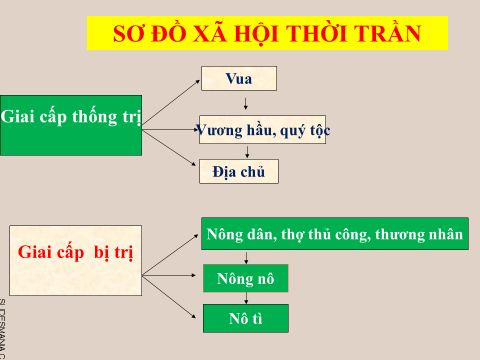 SƠ ĐỒ XÃ HỘI THỜI TRẦN
Vua
Giai cấp thống trị
Vương hầu, quý tộc
Địa chủ
Nông dân, thợ thủ công, thương nhân
Giai cấp bị trị
Nông nô
Nô tì